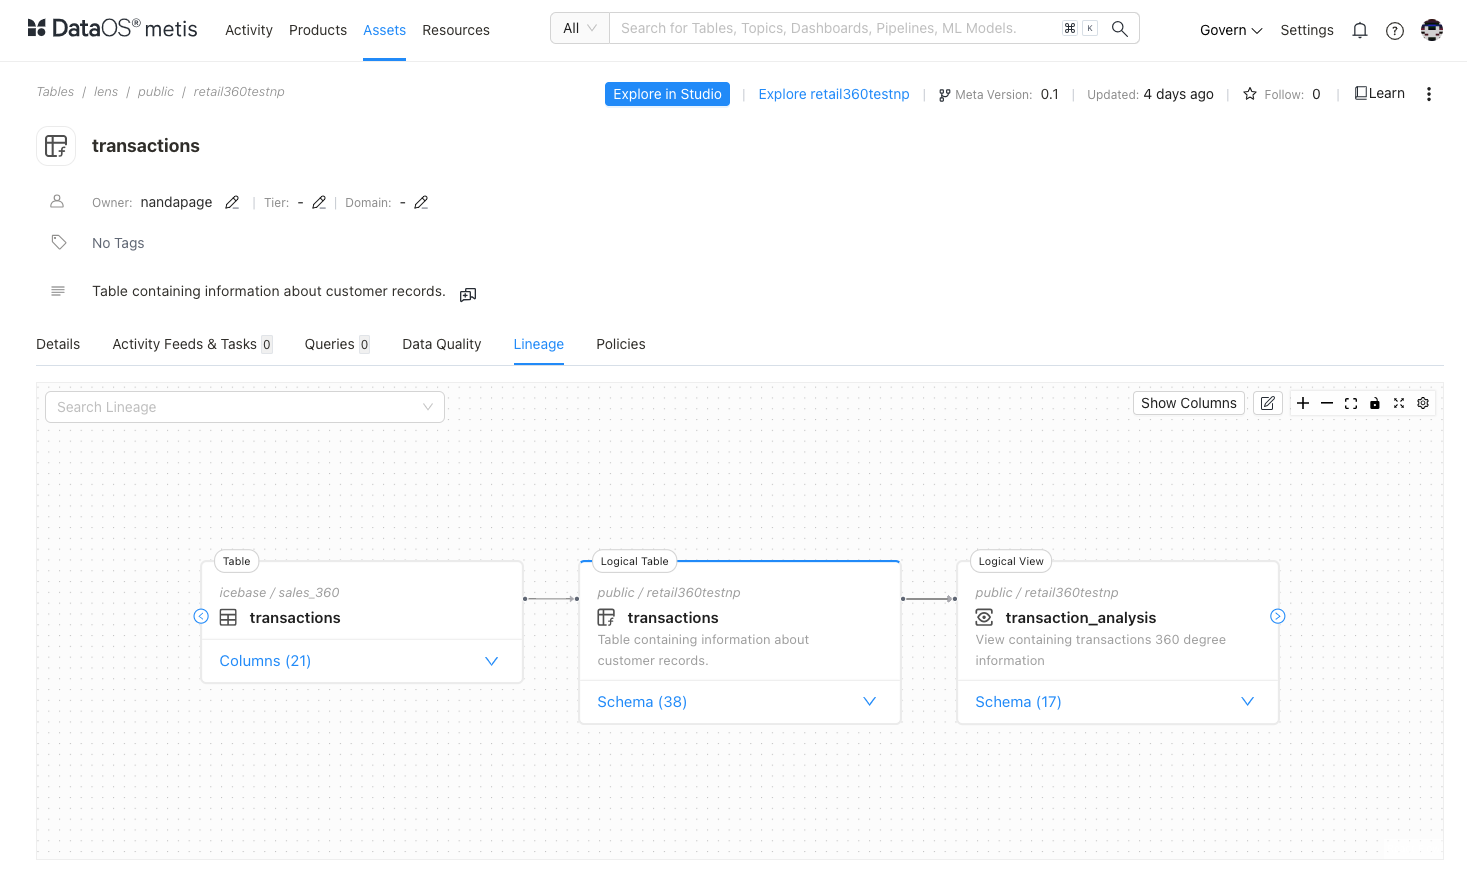 DataOS® metis
Activity Products Assets Resources
All Search for Tables, Topics, Dashboards, Pipelines, ML Models. ⌘ K
Govern Settings
Tables / lens / public / retail360testnp
Explore in Studio | Explore retail360testnp | Meta Version: 0.1 | Updated: 4 days ago | Follow: 0 | Learn
transactions
Owner: nandapage | Tier: - | Domain: -
No Tags
Table containing information about customer records.
Details Activity Feeds & Tasks 0 Queries 0 Data Quality Lineage Policies
Search Lineage
Show Columns
Table
icebase / sales_360
transactions
Columns (21)
Logical Table
public / retail360testnp
transactions
Table containing information about
customer records.
Schema (38)
Logical View
public / retail360testnp
transaction_analysis
View containing transactions 360 degree
information
Schema (17)